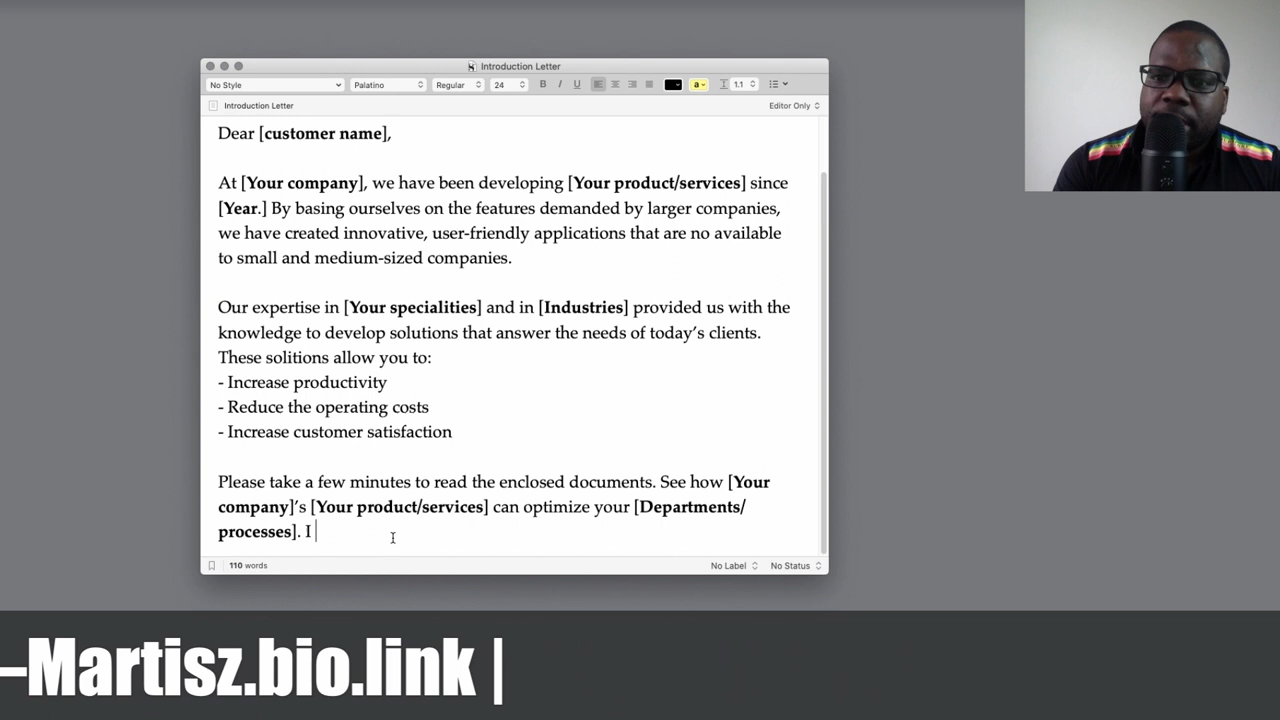 Introduction Letter
No Style Palatino Regular 24 B I U a 1.1
Introduction Letter Editor Only
Dear [customer name],
At [Your company], we have been developing [Your product/services] since
[Year.] By basing ourselves on the features demanded by larger companies,
we have created innovative, user-friendly applications that are no available
to small and medium-sized companies.
Our expertise in [Your specialities] and in [Industries] provided us with the
knowledge to develop solutions that answer the needs of today’s clients.
These solitions allow you to:
- Increase productivity
- Reduce the operating costs
- Increase customer satisfaction
Please take a few minutes to read the enclosed documents. See how [Your
company]’s [Your product/services] can optimize your [Departments/
processes]. I
110 words No Label No Status
–Martisz.bio.link |